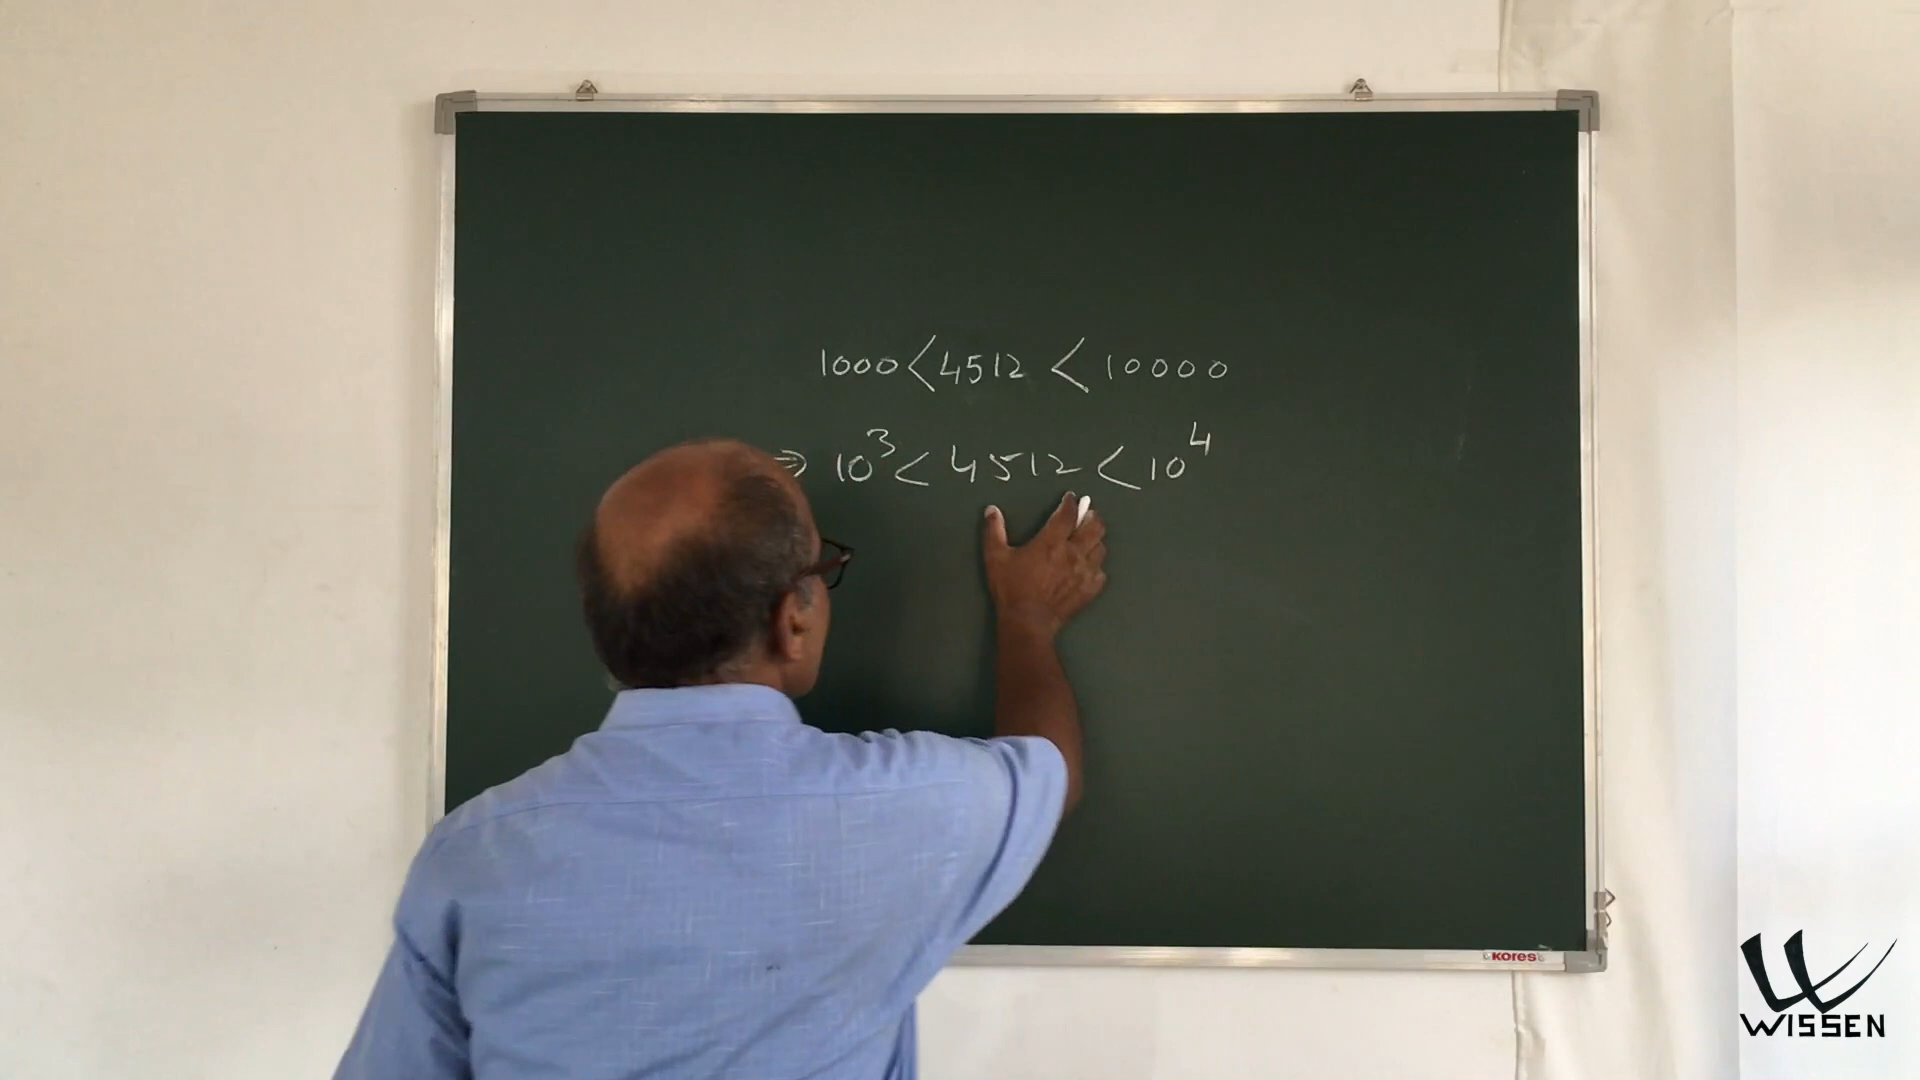 1000 < 4512 < 10000
⇒ 10³ < 4512 < 10⁴
KORES
WISSEN